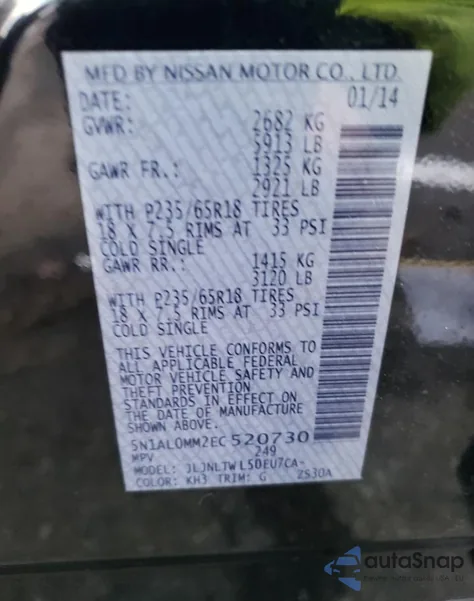 MFD BY NISSAN MOTOR CO., LTD.
DATE: 01/14
GVWR: 2682 KG
5913 LB
GAWR FR.: 1325 KG
2921 LB
WITH P235/65R18 TIRES
18 X 7.5 RIMS AT 33 PSI
COLD SINGLE
GAWR RR.: 1415 KG
3120 LB
WITH P235/65R18 TIRES
18 X 7.5 RIMS AT 33 PSI
COLD SINGLE
THIS VEHICLE CONFORMS TO
ALL APPLICABLE FEDERAL
MOTOR VEHICLE SAFETY AND
THEFT PREVENTION
STANDARDS IN EFFECT ON
THE DATE OF MANUFACTURE
SHOWN ABOVE.
5N1AL0MM2EC520730
MPV 249
MODEL: JLJNLJWL5DEU7CA-
COLOR: KH3 TRIM: G ZS30A
autoSnap